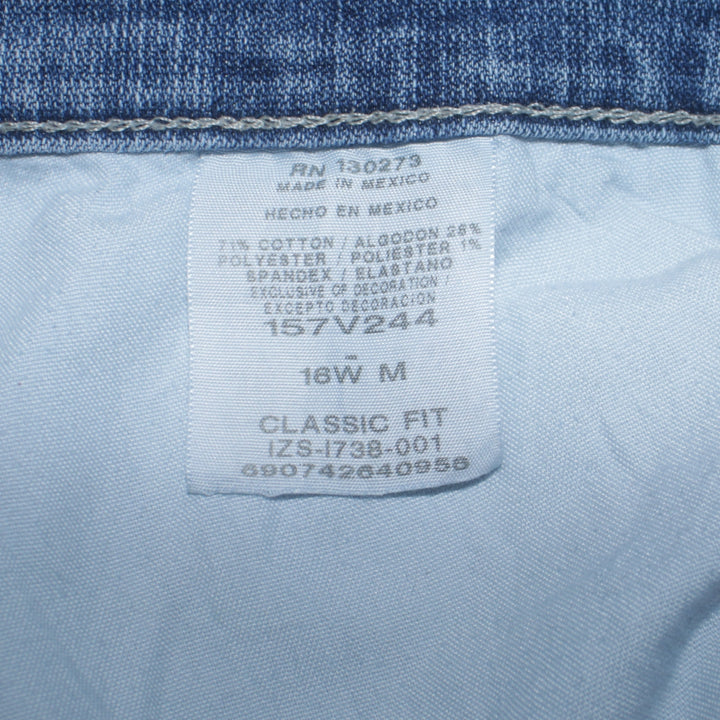 RN 130273
MADE IN MEXICO
HECHO EN MEXICO
71% COTTON / ALGODON 28%
POLYESTER / POLIESTER 1%
SPANDEX / ELASTANO
EXCLUSIVE OF DECORATION /
EXCEPTO DECORACION
157V244
16W M
CLASSIC FIT
IZS-I738-001
690742640956